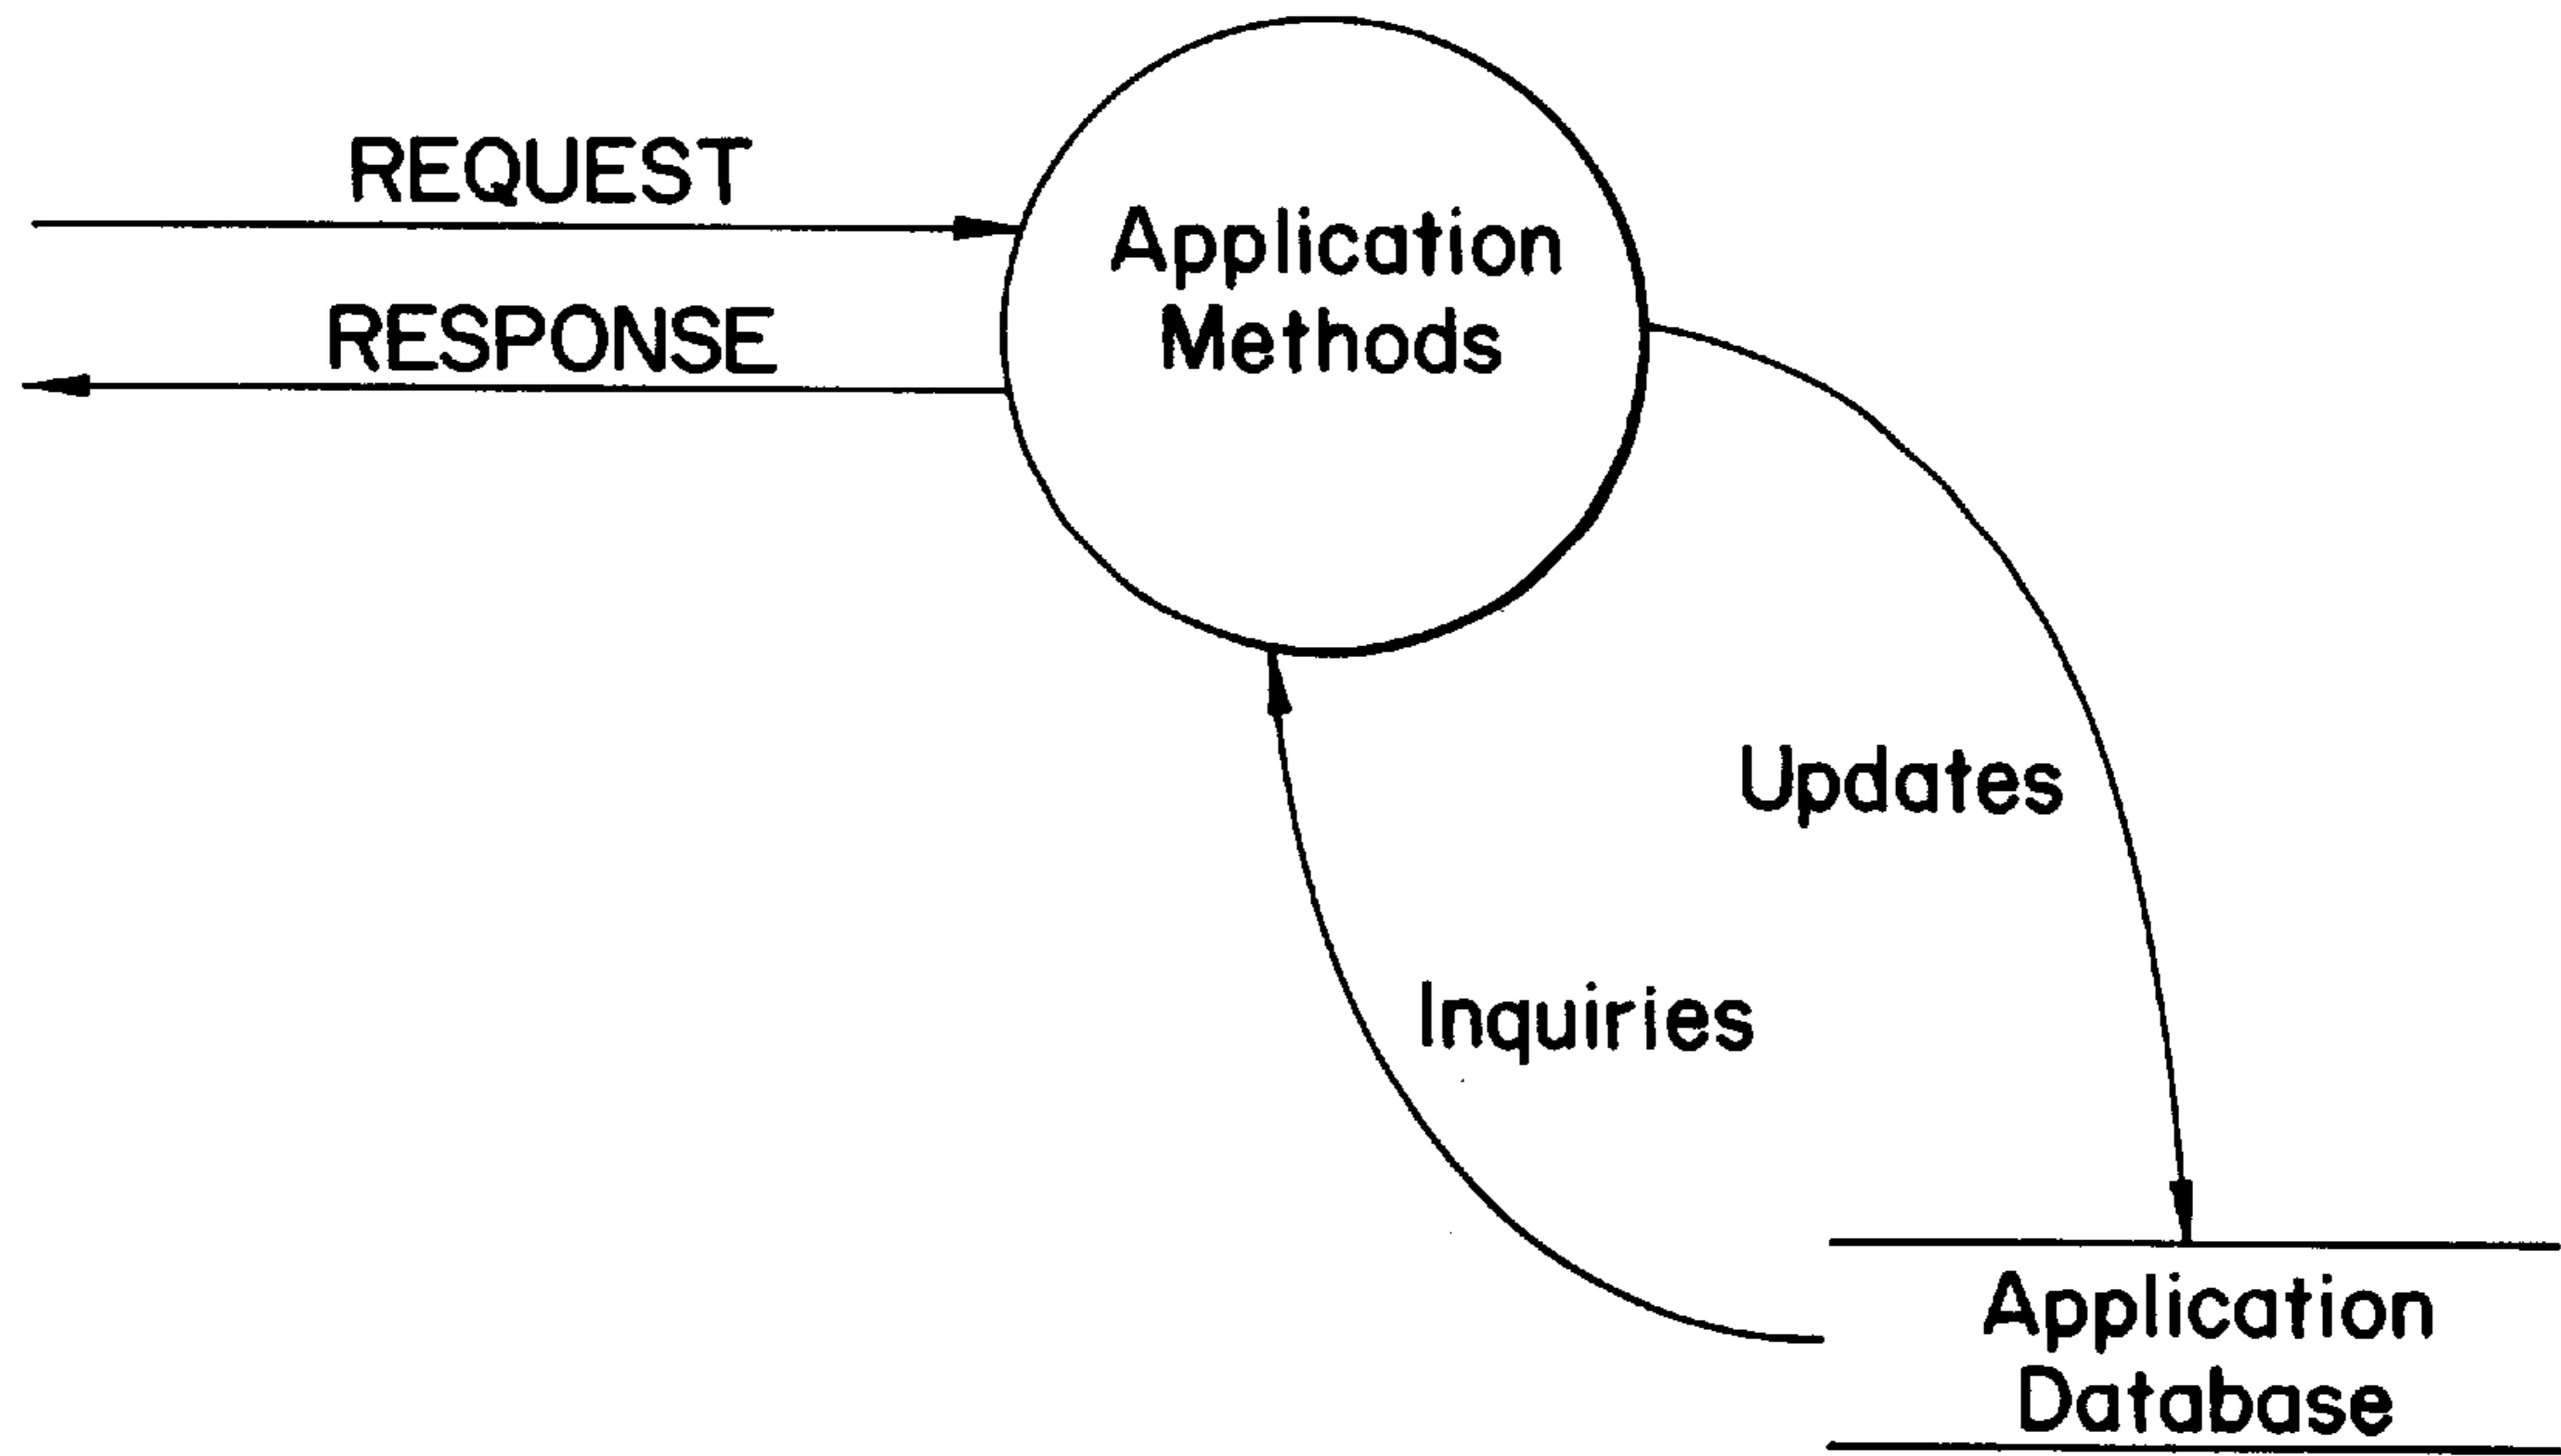 REQUEST
RESPONSE
Application
Methods
Updates
Inquiries
Application
Database